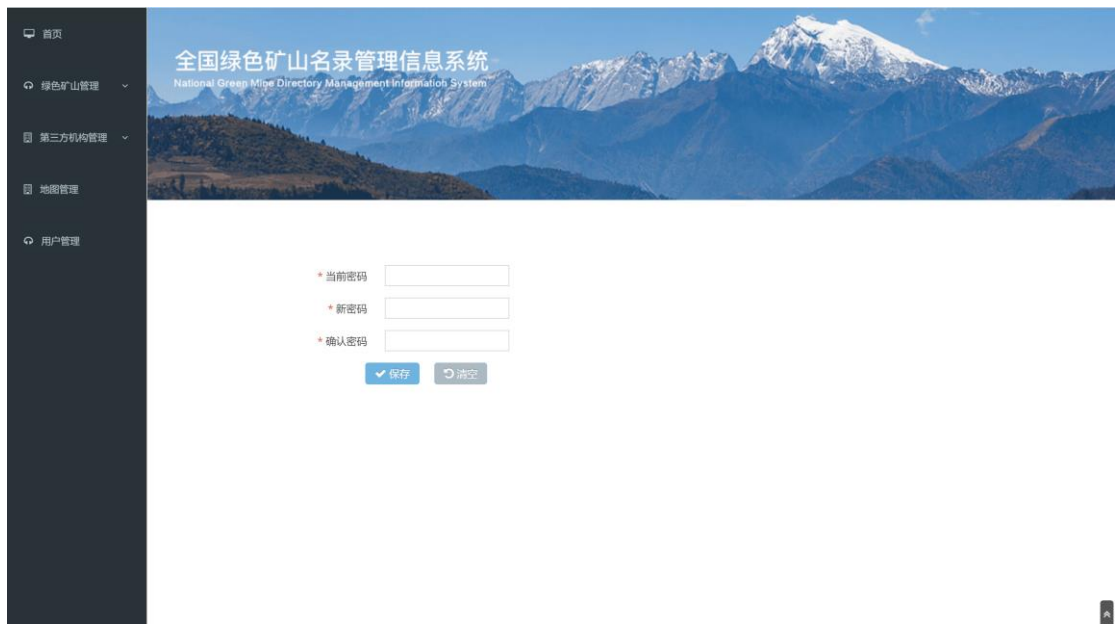 首页
绿色矿山管理
第三方机构管理
地图管理
用户管理
全国绿色矿山名录管理信息系统
National Green Mine Directory Management Information System
* 当前密码
* 新密码
* 确认密码
保存
清空